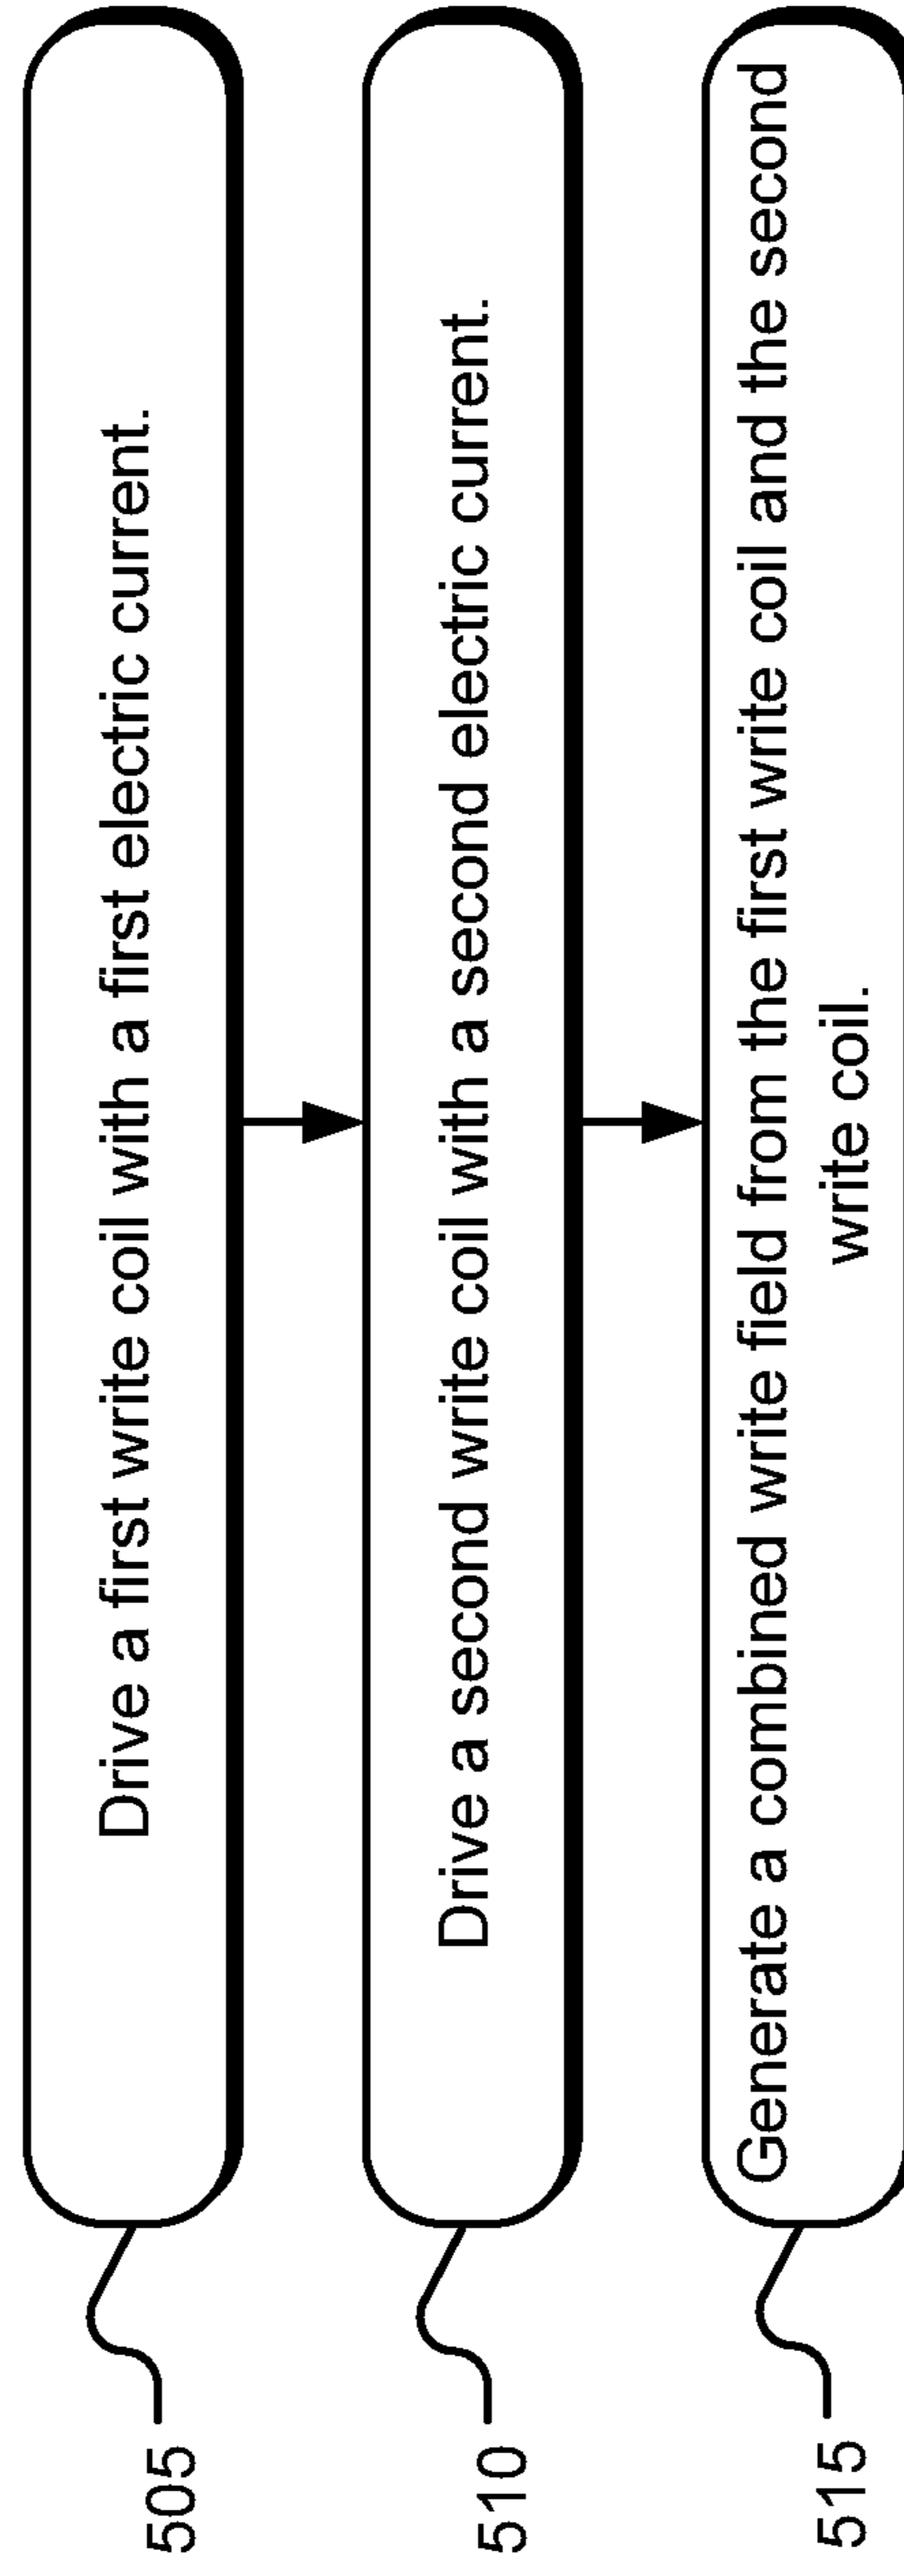 505
Drive a first write coil with a first electric current.
510
Drive a second write coil with a second electric current.
515
Generate a combined write field from the first write coil and the second
write coil.